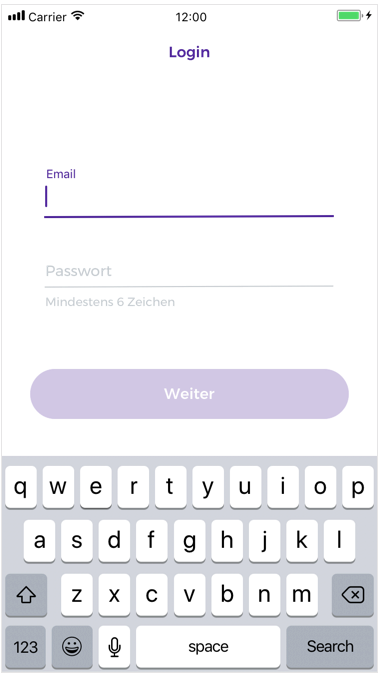 Carrier 12:00
Login
Email
Passwort
Mindestens 6 Zeichen
Weiter
q w e r t y u i o p
a s d f g h j k l
z x c v b n m
123 space Search